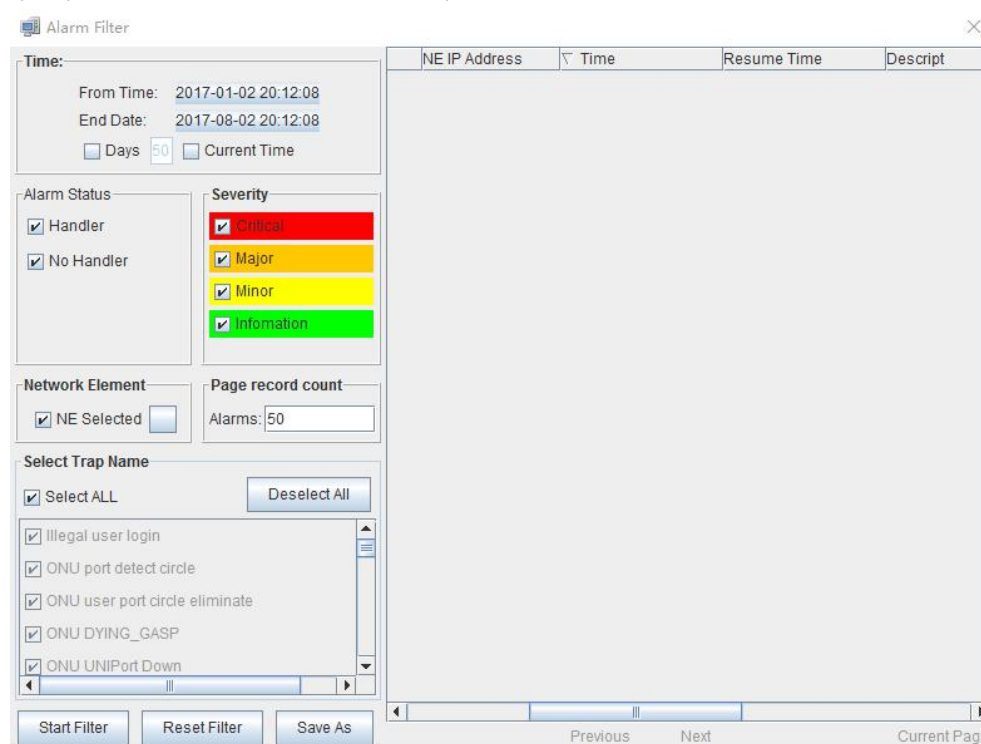 Alarm Filter
Time:
From Time: 2017-01-02 20:12:08
End Date: 2017-08-02 20:12:08
Days 50 Current Time
Alarm Status
Handler
No Handler
Severity
Critical
Major
Minor
Infomation
Network Element
NE Selected
Page record count
Alarms: 50
Select Trap Name
Select ALL
Deselect All
Illegal user login
ONU port detect circle
ONU user port circle eliminate
ONU DYING_GASP
ONU UNIPort Down
Start Filter Reset Filter Save As
NE IP Address Time Resume Time Descript
Previous Next Current Pag